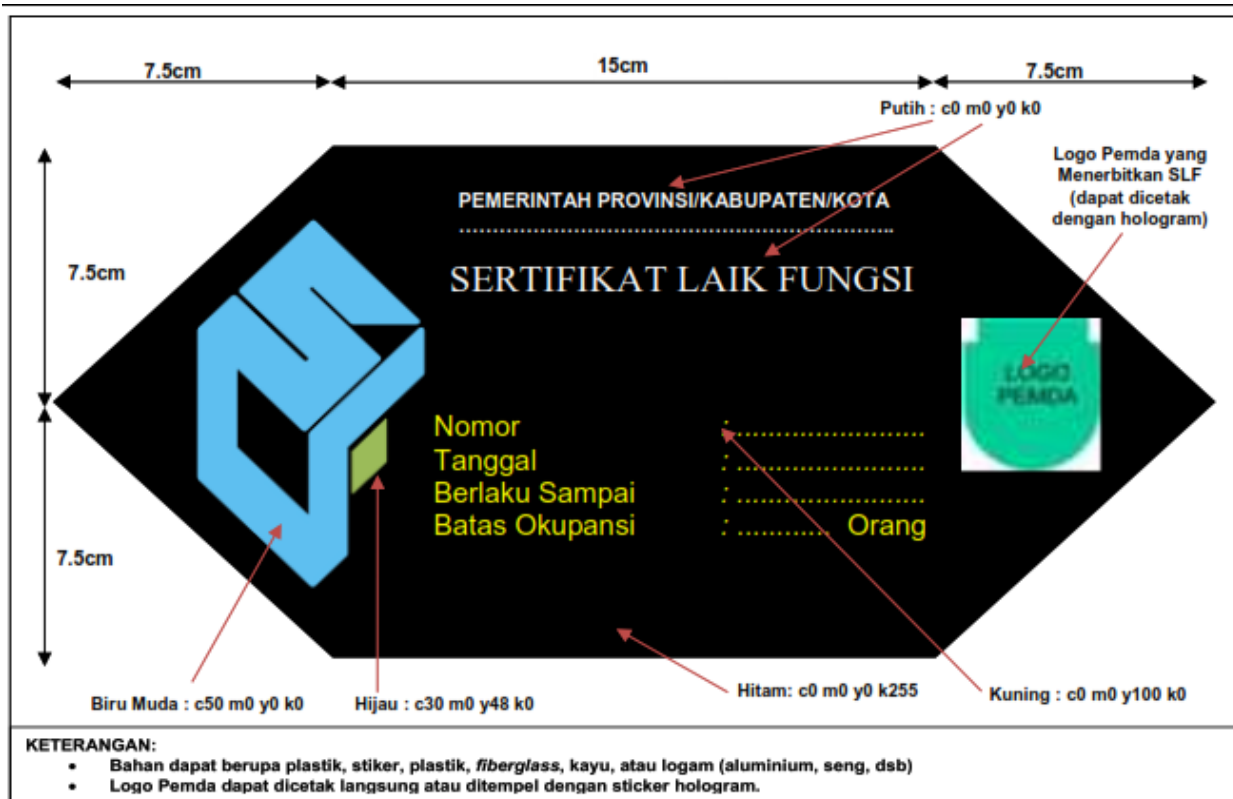 7.5cm
15cm
7.5cm
Putih : c0 m0 y0 k0
Logo Pemda yang
Menerbitkan SLF
(dapat dicetak
dengan hologram)
PEMERINTAH PROVINSI/KABUPATEN/KOTA
...............................................................
SERTIFIKAT LAIK FUNGSI
7.5cm
LOGO
PEMDA
Nomor : ........................
Tanggal : ........................
Berlaku Sampai : ........................
Batas Okupansi : ............ Orang
7.5cm
Biru Muda : c50 m0 y0 k0
Hijau : c30 m0 y48 k0
Hitam: c0 m0 y0 k255
Kuning : c0 m0 y100 k0
KETERANGAN:
• Bahan dapat berupa plastik, stiker, plastik, fiberglass, kayu, atau logam (aluminium, seng, dsb)
• Logo Pemda dapat dicetak langsung atau ditempel dengan sticker hologram.